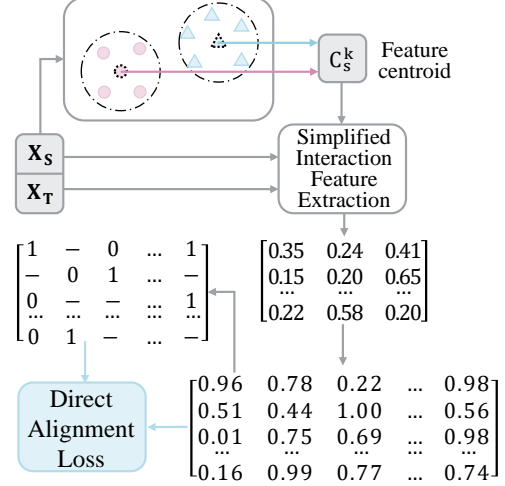 C_s^k
Feature
centroid
X_S
X_T
Simplified
Interaction
Feature
Extraction
1 – 0 ... 1
– 0 1 ... –
0 – – ... 1
... ... ... ... ...
0 1 – ... –
0.35 0.24 0.41
0.15 0.20 0.65
... ... ...
0.22 0.58 0.20
Direct
Alignment
Loss
0.96 0.78 0.22 ... 0.98
0.51 0.44 1.00 ... 0.56
0.01 0.75 0.69 ... 0.98
... ... ... ... ...
0.16 0.99 0.77 ... 0.74